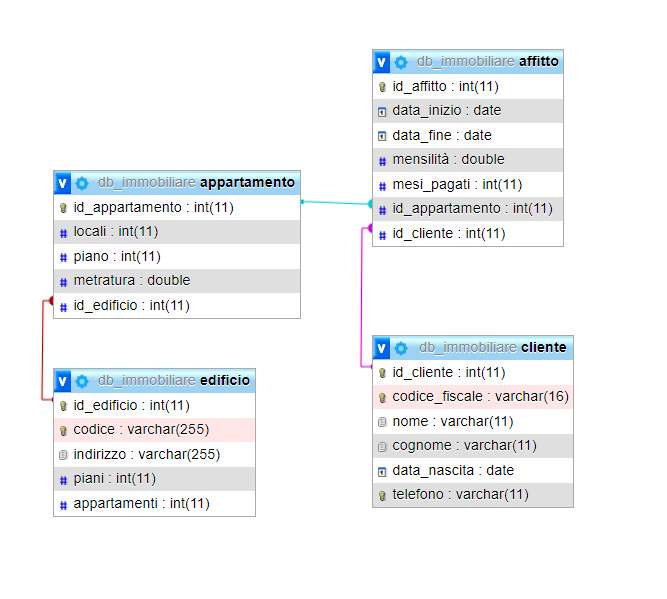 db_immobiliare affitto
id_affitto : int(11)
data_inizio : date
data_fine : date
mensilità : double
mesi_pagati : int(11)
id_appartamento : int(11)
id_cliente : int(11)
db_immobiliare appartamento
id_appartamento : int(11)
locali : int(11)
piano : int(11)
metratura : double
id_edificio : int(11)
db_immobiliare edificio
id_edificio : int(11)
codice : varchar(255)
indirizzo : varchar(255)
piani : int(11)
appartamenti : int(11)
db_immobiliare cliente
id_cliente : int(11)
codice_fiscale : varchar(16)
nome : varchar(11)
cognome : varchar(11)
data_nascita : date
telefono : varchar(11)